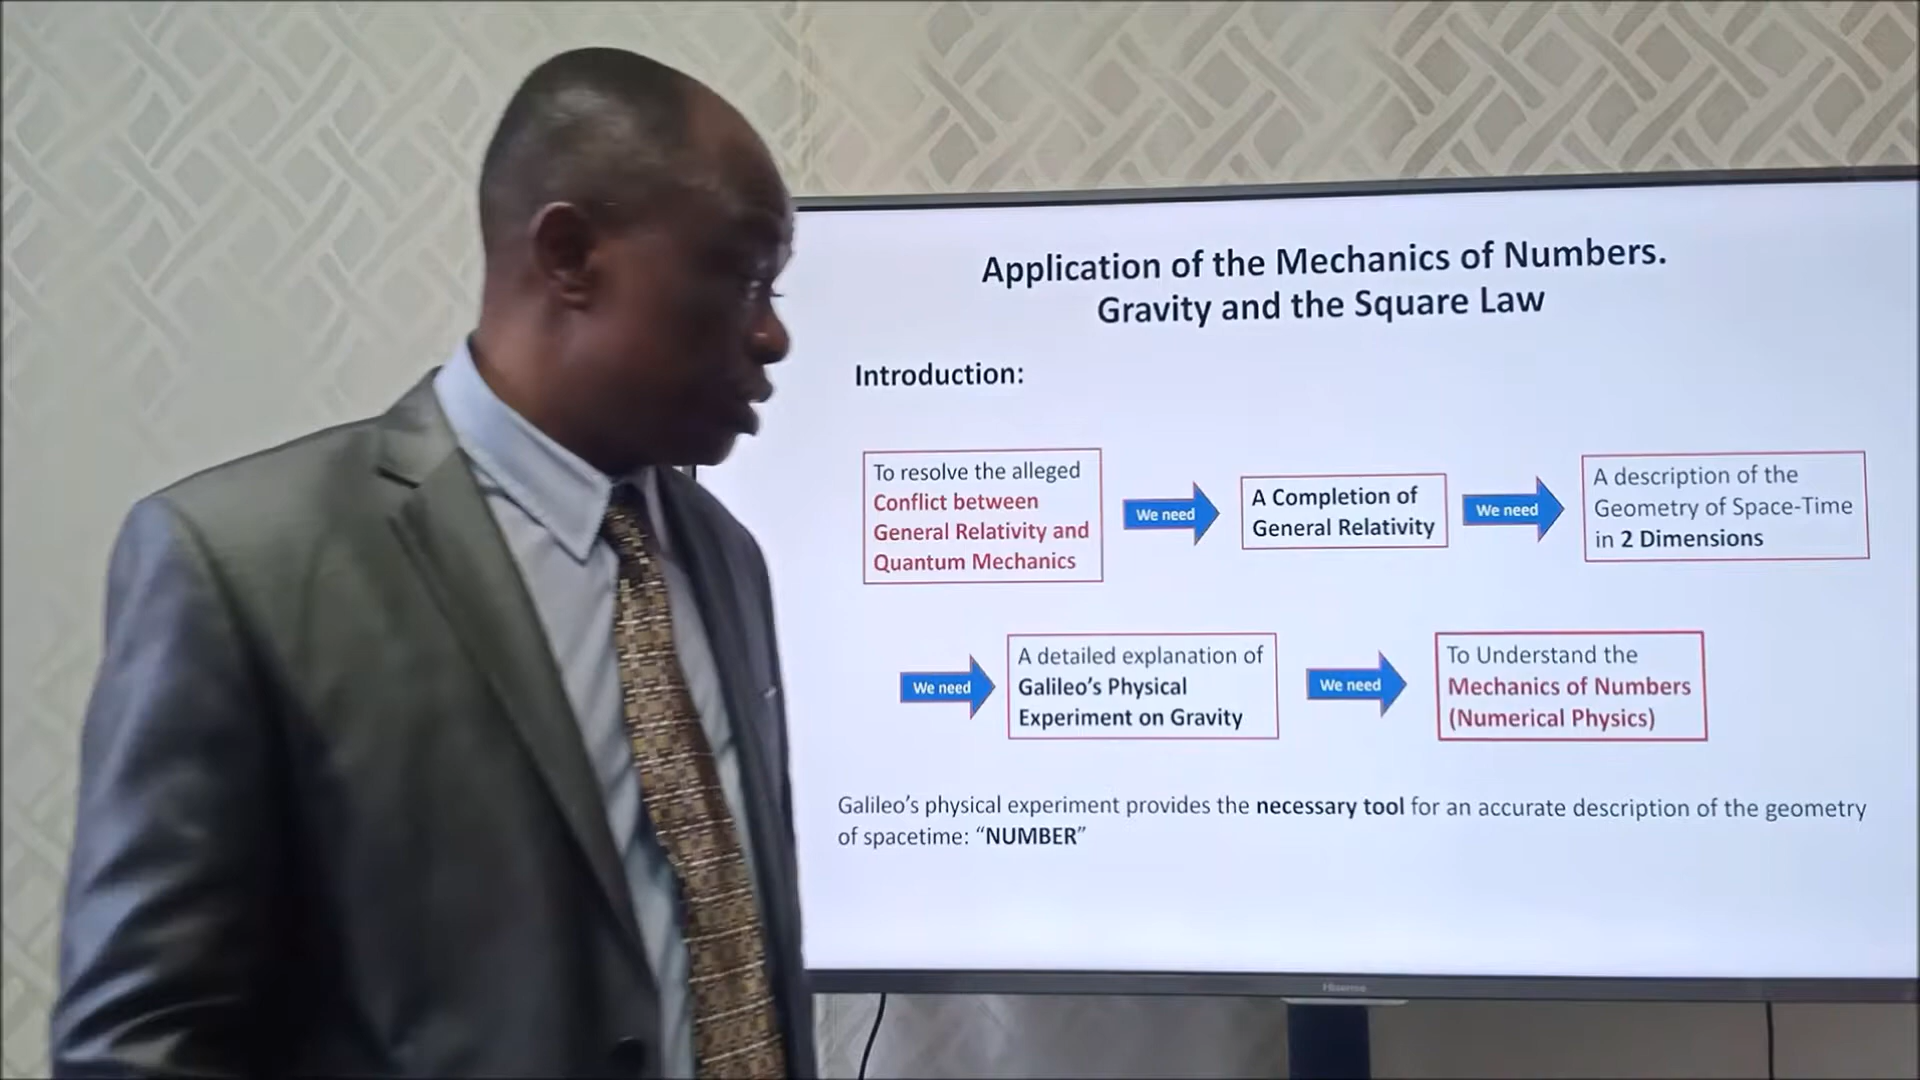 Application of the Mechanics of Numbers.
Gravity and the Square Law
Introduction:
To resolve the alleged
Conflict between
General Relativity and
Quantum Mechanics
We need
A Completion of
General Relativity
We need
A description of the
Geometry of Space-Time
in 2 Dimensions
We need
A detailed explanation of
Galileo's Physical
Experiment on Gravity
We need
To Understand the
Mechanics of Numbers
(Numerical Physics)
Galileo's physical experiment provides the necessary tool for an accurate description of the geometry
of spacetime: “NUMBER”
Hisense